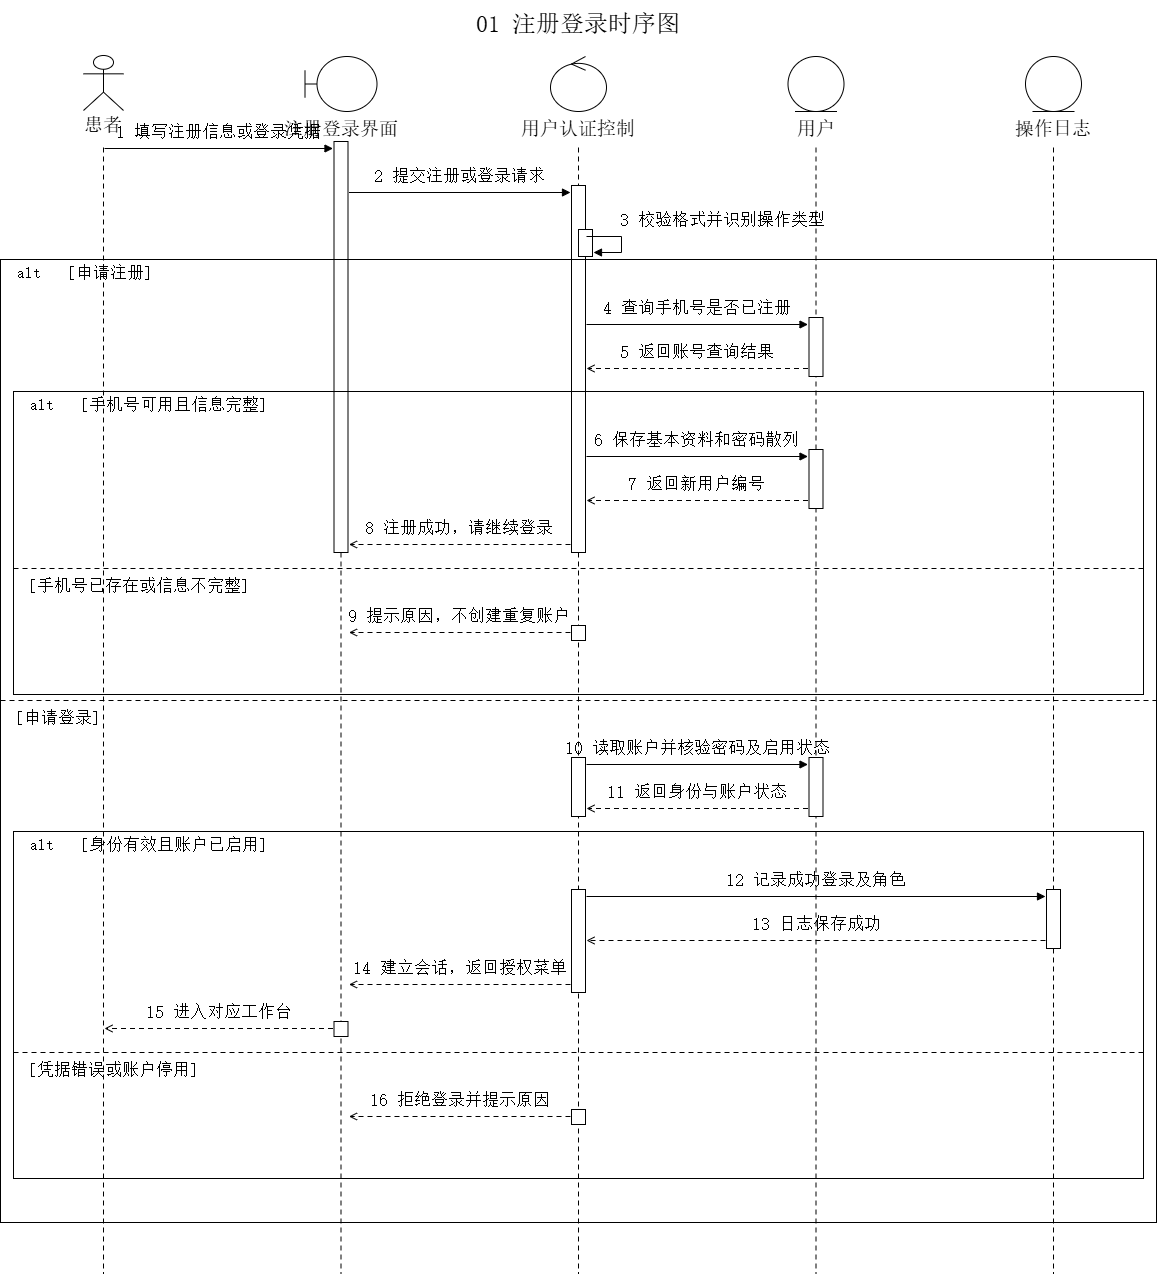 01 注册登录时序图
患者
注册登录界面
用户认证控制
用户
操作日志
1 填写注册信息或登录凭据
2 提交注册或登录请求
3 校验格式并识别操作类型
alt [申请注册]
4 查询手机号是否已注册
5 返回账号查询结果
alt [手机号可用且信息完整]
6 保存基本资料和密码散列
7 返回新用户编号
8 注册成功，请继续登录
[手机号已存在或信息不完整]
9 提示原因，不创建重复账户
[申请登录]
10 读取账户并核验密码及启用状态
11 返回身份与账户状态
alt [身份有效且账户已启用]
12 记录成功登录及角色
13 日志保存成功
14 建立会话，返回授权菜单
15 进入对应工作台
[凭据错误或账户停用]
16 拒绝登录并提示原因